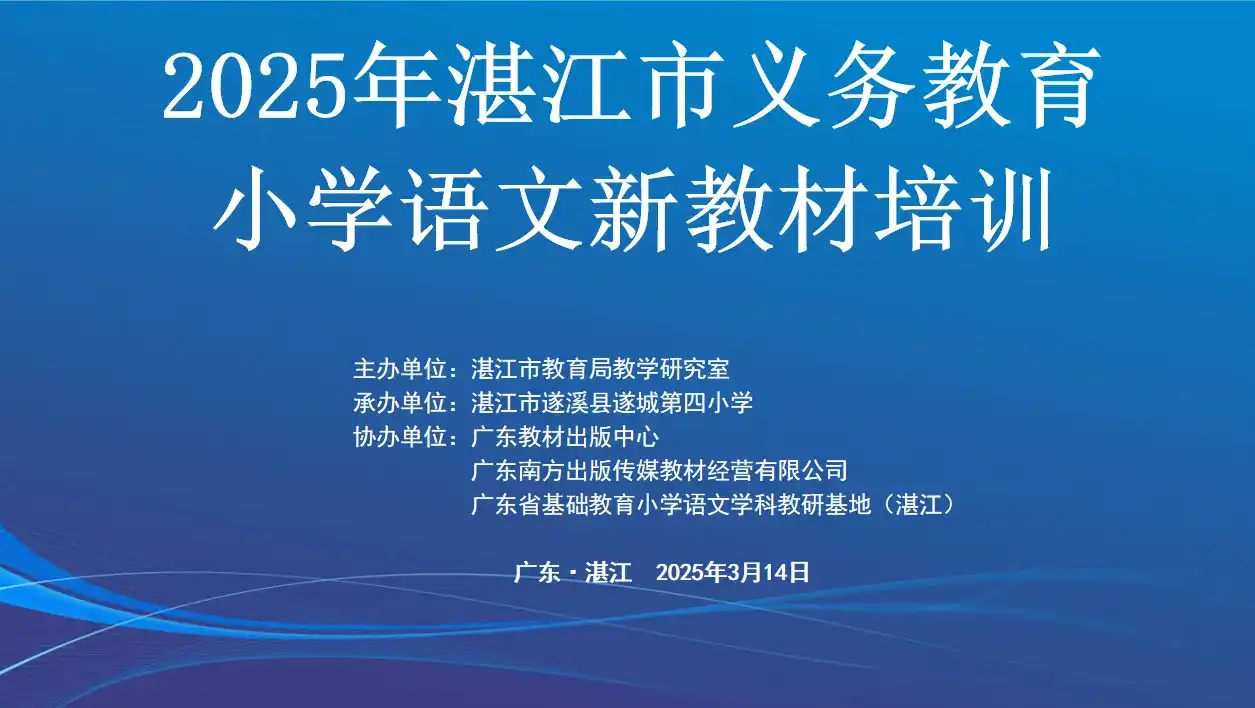 2025年湛江市义务教育
小学语文新教材培训
主办单位：湛江市教育局教学研究室
承办单位：湛江市遂溪县遂城第四小学
协办单位：广东教材出版中心
广东南方出版传媒教材经营有限公司
广东省基础教育小学语文学科教研基地（湛江）
广东·湛江 2025年3月14日